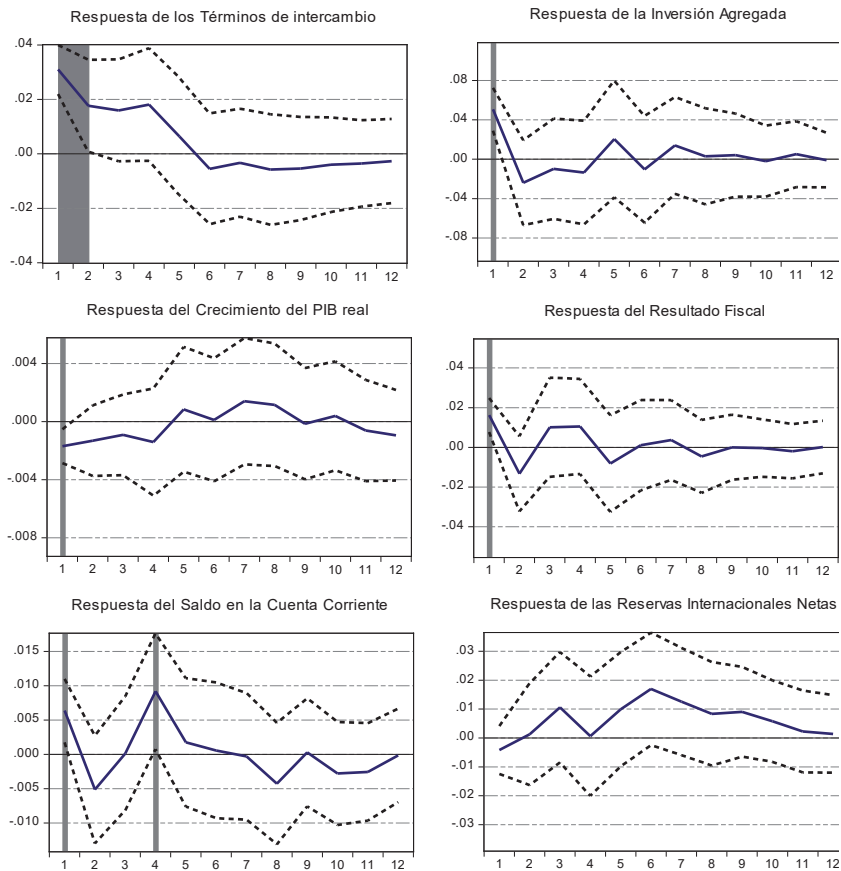 Respuesta de los Términos de intercambio
.04
.02
.00
-.02
-.04
1 2 3 4 5 6 7 8 9 10 11 12
Respuesta de la Inversión Agregada
.08
.04
.00
-.04
-.08
1 2 3 4 5 6 7 8 9 10 11 12
Respuesta del Crecimiento del PIB real
.004
.000
-.004
-.008
1 2 3 4 5 6 7 8 9 10 11 12
Respuesta del Resultado Fiscal
.04
.02
.00
-.02
-.04
1 2 3 4 5 6 7 8 9 10 11 12
Respuesta del Saldo en la Cuenta Corriente
.015
.010
.005
.000
-.005
-.010
1 2 3 4 5 6 7 8 9 10 11 12
Respuesta de las Reservas Internacionales Netas
.03
.02
.01
.00
-.01
-.02
-.03
1 2 3 4 5 6 7 8 9 10 11 12